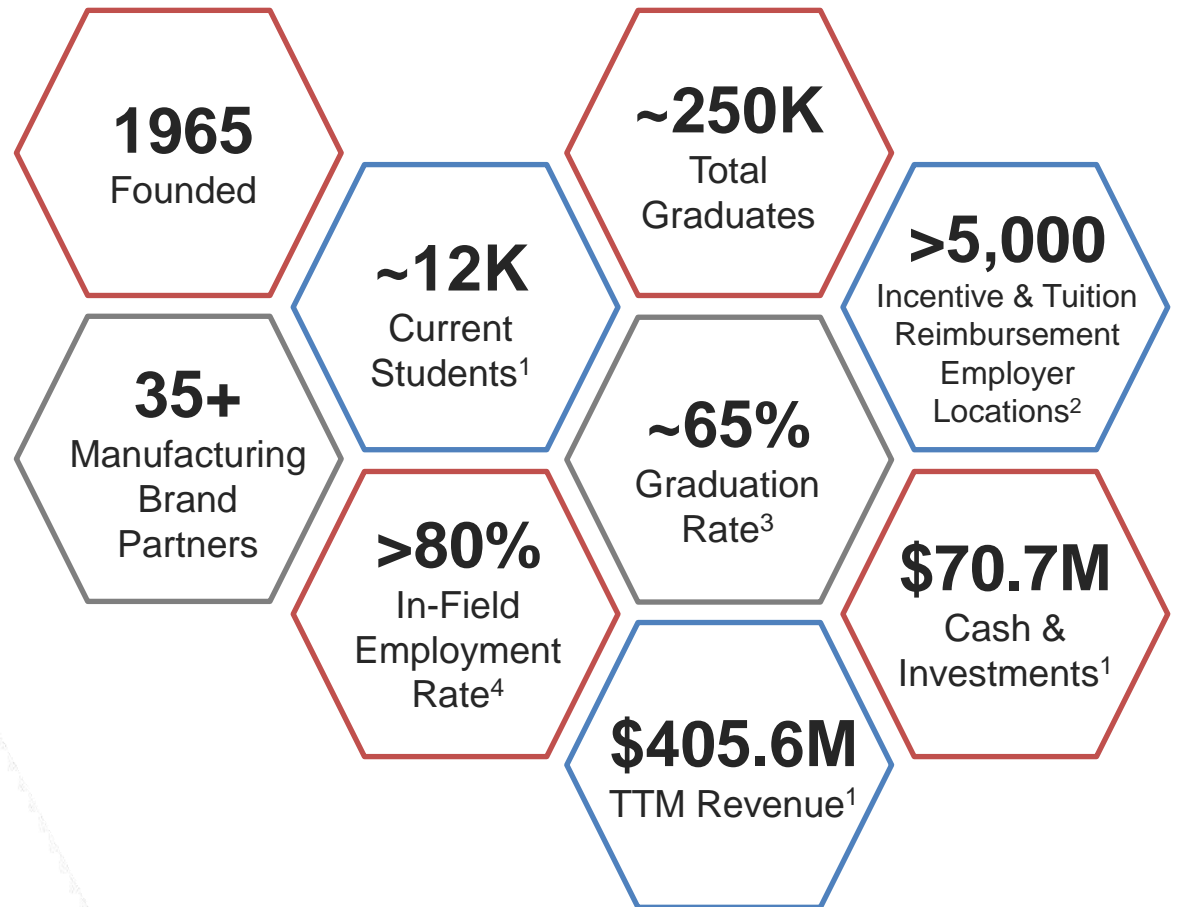 1965
Founded
~250K
Total
Graduates
~12K
Current
Students¹
>5,000
Incentive & Tuition
Reimbursement
Employer
Locations²
35+
Manufacturing
Brand
Partners
~65%
Graduation
Rate³
>80%
In-Field
Employment
Rate⁴
$70.7M
Cash &
Investments¹
$405.6M
TTM Revenue¹